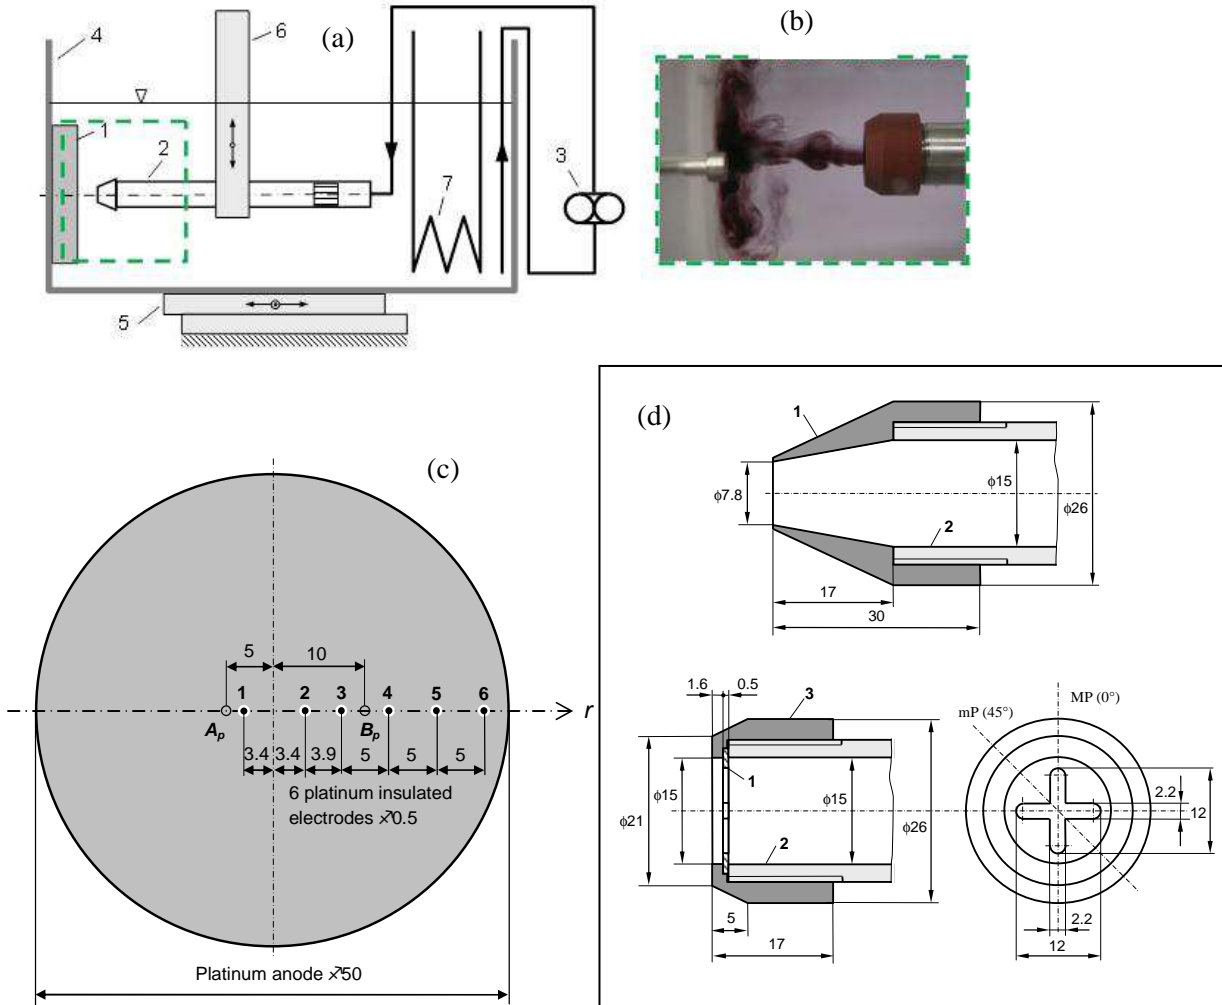 (a)
(b)
4
6
1
2
3
7
5
(c)
5
10
1
2
3
4
5
6
r
Ap
Bp
3.4
3.4
3.9
5
5
5
6 platinum insulated
electrodes ⌀0.5
Platinum anode ⌀50
(d)
1
ϕ7.8
ϕ15
ϕ26
2
17
30
1.6
0.5
3
MP (0°)
mP (45°)
1
ϕ21
ϕ15
ϕ15
ϕ26
2.2
12
2
5
17
2.2
12